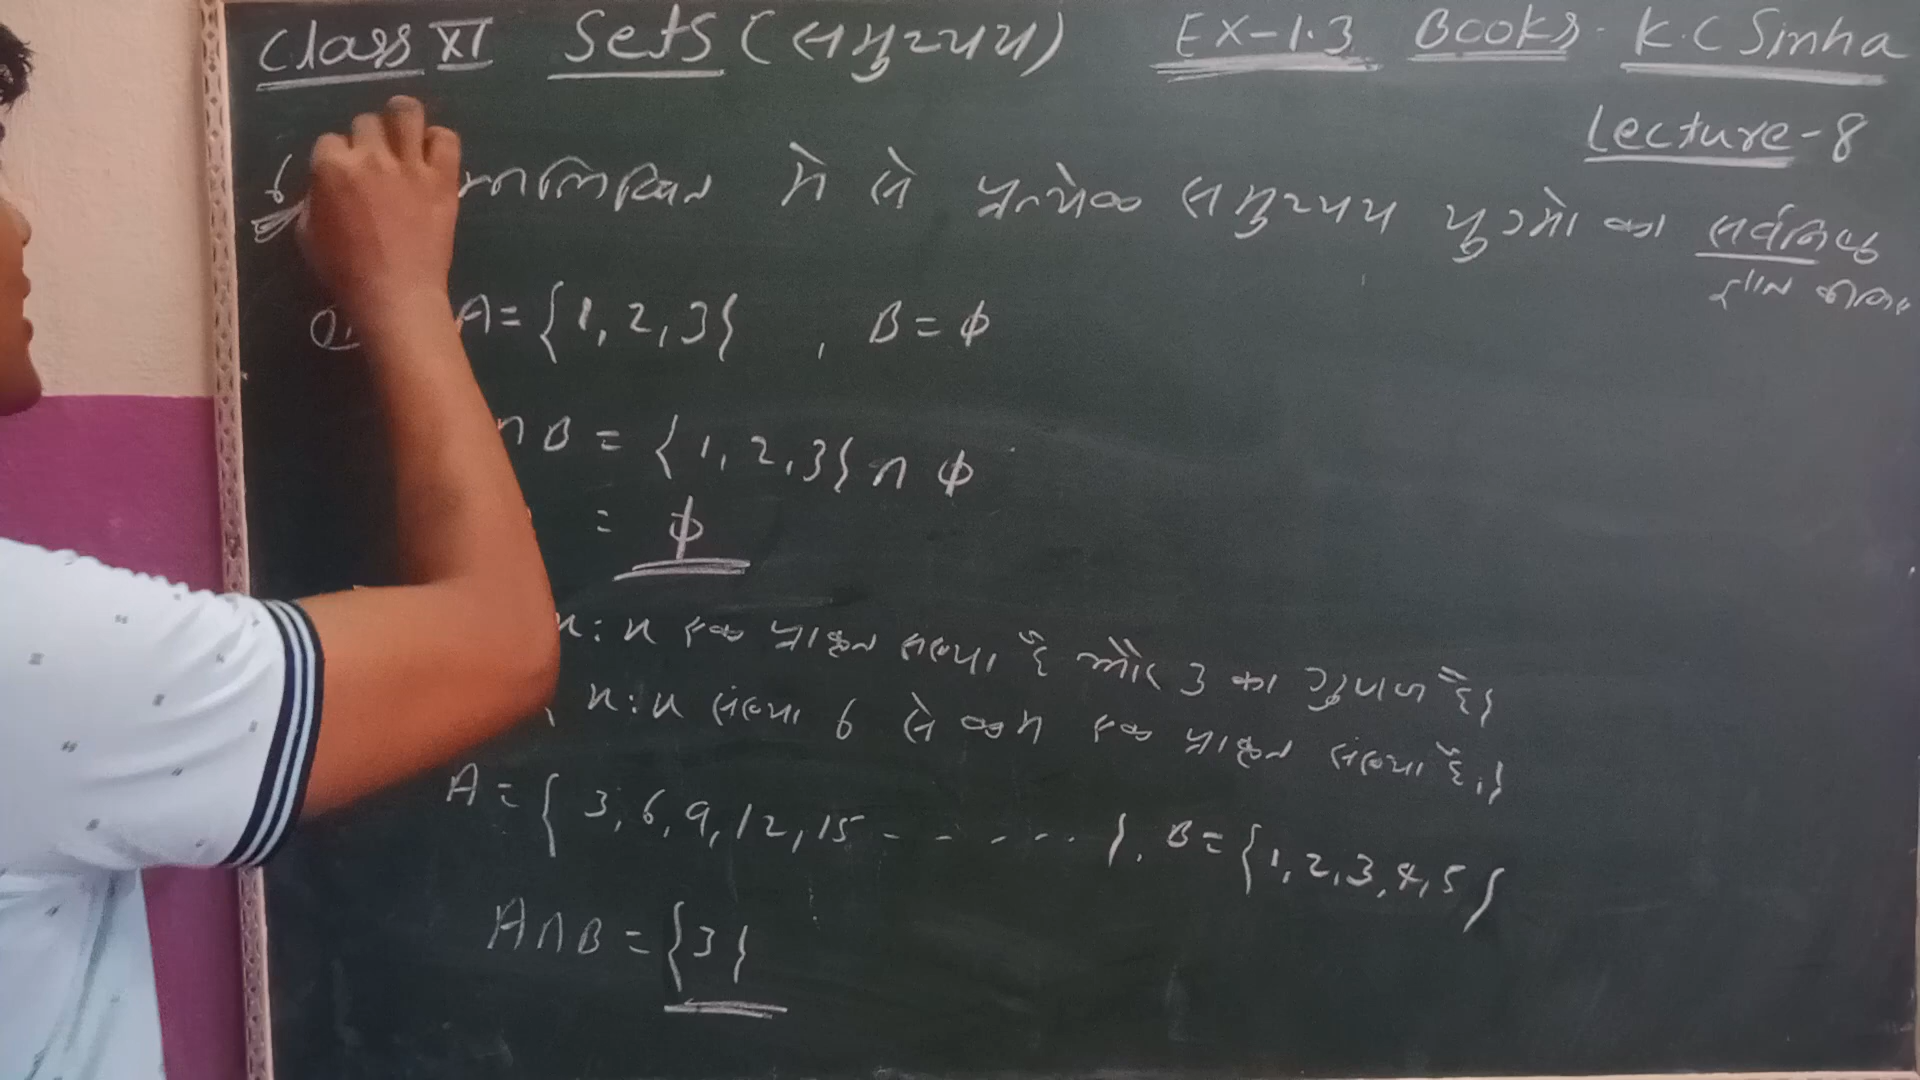 Class XI Sets (समुच्चय) EX-1.3 Books- K.C Sinha
Lecture-8
6 में से प्रत्येक समुच्चय युग्मों का सर्वनिष्ठ
A = {1, 2, 3} , B = ϕ
∩ B = {1, 2, 3} ∩ ϕ
= ϕ
x : x एक प्राकृत संख्या है और 3 का गुणज है}
x : x संख्या 6 से कम एक प्राकृत संख्या है।}
A = { 3, 6, 9, 12, 15 - - - - - }, B = {1, 2, 3, 4, 5}
A∩B = {3}